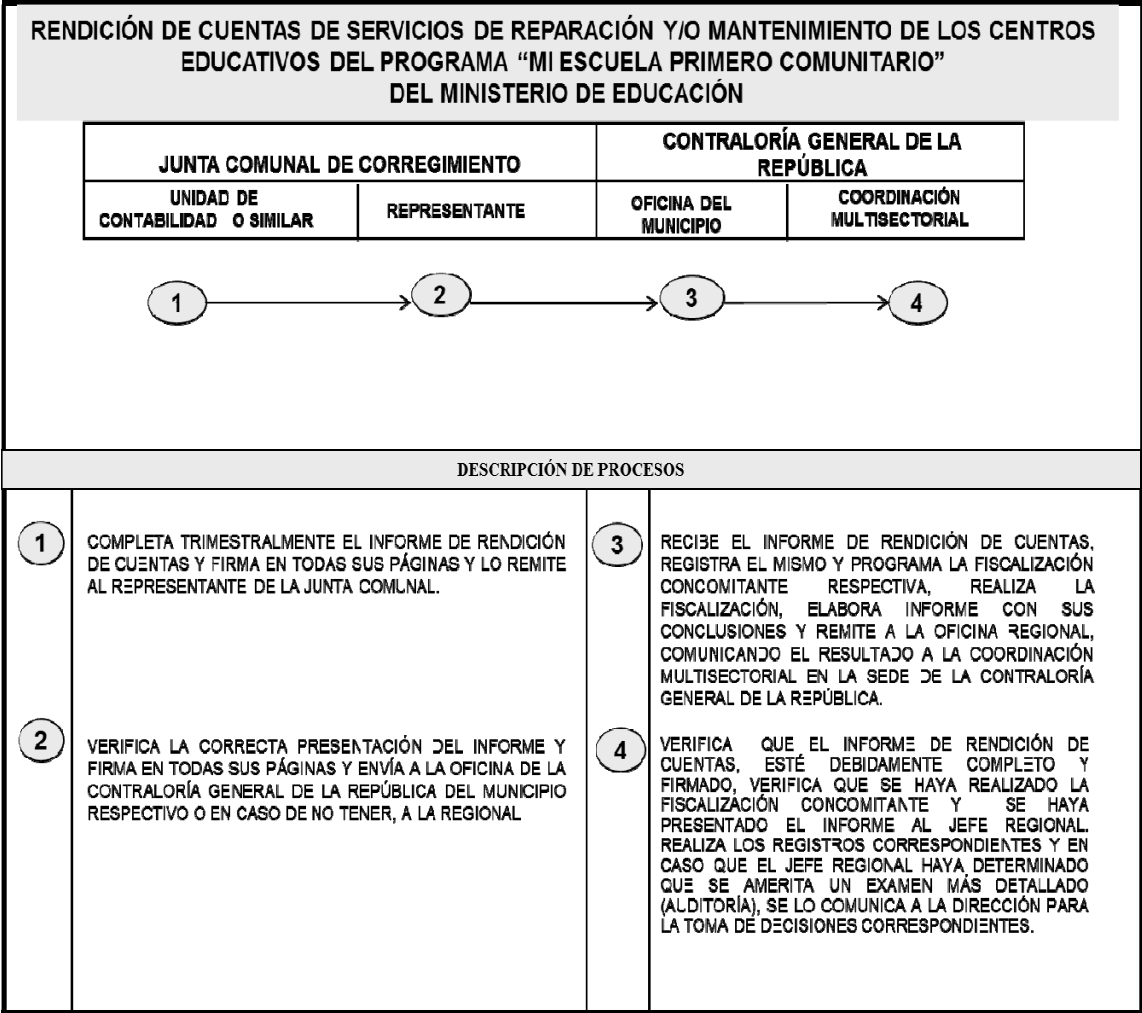 RENDICIÓN DE CUENTAS DE SERVICIOS DE REPARACIÓN Y/O MANTENIMIENTO DE LOS CENTROS
EDUCATIVOS DEL PROGRAMA “MI ESCUELA PRIMERO COMUNITARIO”
DEL MINISTERIO DE EDUCACIÓN
JUNTA COMUNAL DE CORREGIMIENTO
CONTRALORÍA GENERAL DE LA
REPÚBLICA
UNIDAD DE
CONTABILIDAD O SIMILAR
REPRESENTANTE
OFICINA DEL
MUNICIPIO
COORDINACIÓN
MULTISECTORIAL
1
2
3
4
DESCRIPCIÓN DE PROCESOS
1
COMPLETA TRIMESTRALMENTE EL INFORME DE RENDICIÓN
DE CUENTAS Y FIRMA EN TODAS SUS PÁGINAS Y LO REMITE
AL REPRESENTANTE DE LA JUNTA COMUNAL.
2
VERIFICA LA CORRECTA PRESENTACIÓN DEL INFORME Y
FIRMA EN TODAS SUS PÁGINAS Y ENVÍA A LA OFICINA DE LA
CONTRALORÍA GENERAL DE LA REPÚBLICA DEL MUNICIPIO
RESPECTIVO O EN CASO DE NO TENER, A LA REGIONAL
3
RECIBE EL INFORME DE RENDICIÓN DE CUENTAS,
REGISTRA EL MISMO Y PROGRAMA LA FISCALIZACIÓN
CONCOMITANTE RESPECTIVA, REALIZA LA
FISCALIZACIÓN, ELABORA INFORME CON SUS
CONCLUSIONES Y REMITE A LA OFICINA REGIONAL,
COMUNICANDO EL RESULTADO A LA COORDINACIÓN
MULTISECTORIAL EN LA SEDE DE LA CONTRALORÍA
GENERAL DE LA REPÚBLICA.
4
VERIFICA QUE EL INFORME DE RENDICIÓN DE
CUENTAS, ESTÉ DEBIDAMENTE COMPLETO Y
FIRMADO, VERIFICA QUE SE HAYA REALIZADO LA
FISCALIZACIÓN CONCOMITANTE Y SE HAYA
PRESENTADO EL INFORME AL JEFE REGIONAL.
REALIZA LOS REGISTROS CORRESPONDIENTES Y EN
CASO QUE EL JEFE REGIONAL HAYA DETERMINADO
QUE SE AMERITA UN EXAMEN MÁS DETALLADO
(AUDITORÍA), SE LO COMUNICA A LA DIRECCIÓN PARA
LA TOMA DE DECISIONES CORRESPONDIENTES.